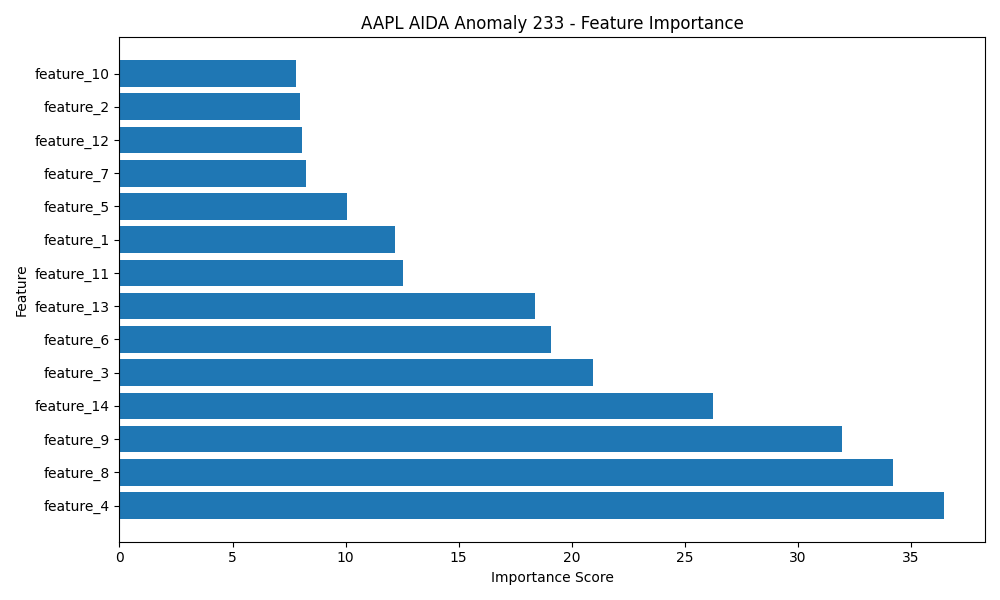 AAPL AIDA Anomaly 233 - Feature Importance
feature_10
feature_2
feature_12
feature_7
feature_5
feature_1
feature_11
feature_13
feature_6
feature_3
feature_14
feature_9
feature_8
feature_4
Feature
0 5 10 15 20 25 30 35
Importance Score